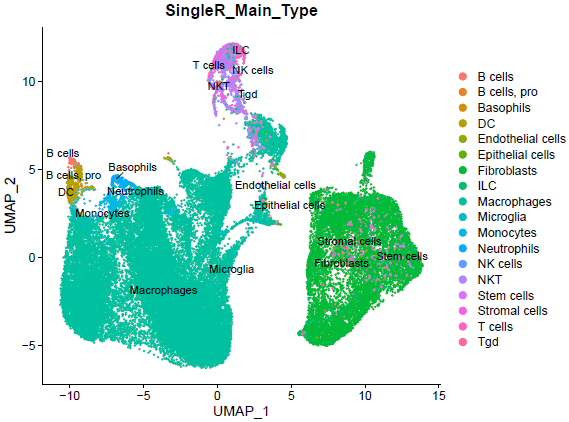 SingleR_Main_Type
ILC
T cells
NK cells
NKT
Tgd
B cells
Basophils
B cells, pro
DC
Neutrophils
Monocytes
Endothelial cells
Epithelial cells
Stromal cells
Stem cells
Fibroblasts
Microglia
Macrophages
10
5
0
−5
UMAP_2
−10
−5
0
5
10
15
UMAP_1
B cells
B cells, pro
Basophils
DC
Endothelial cells
Epithelial cells
Fibroblasts
ILC
Macrophages
Microglia
Monocytes
Neutrophils
NK cells
NKT
Stem cells
Stromal cells
T cells
Tgd